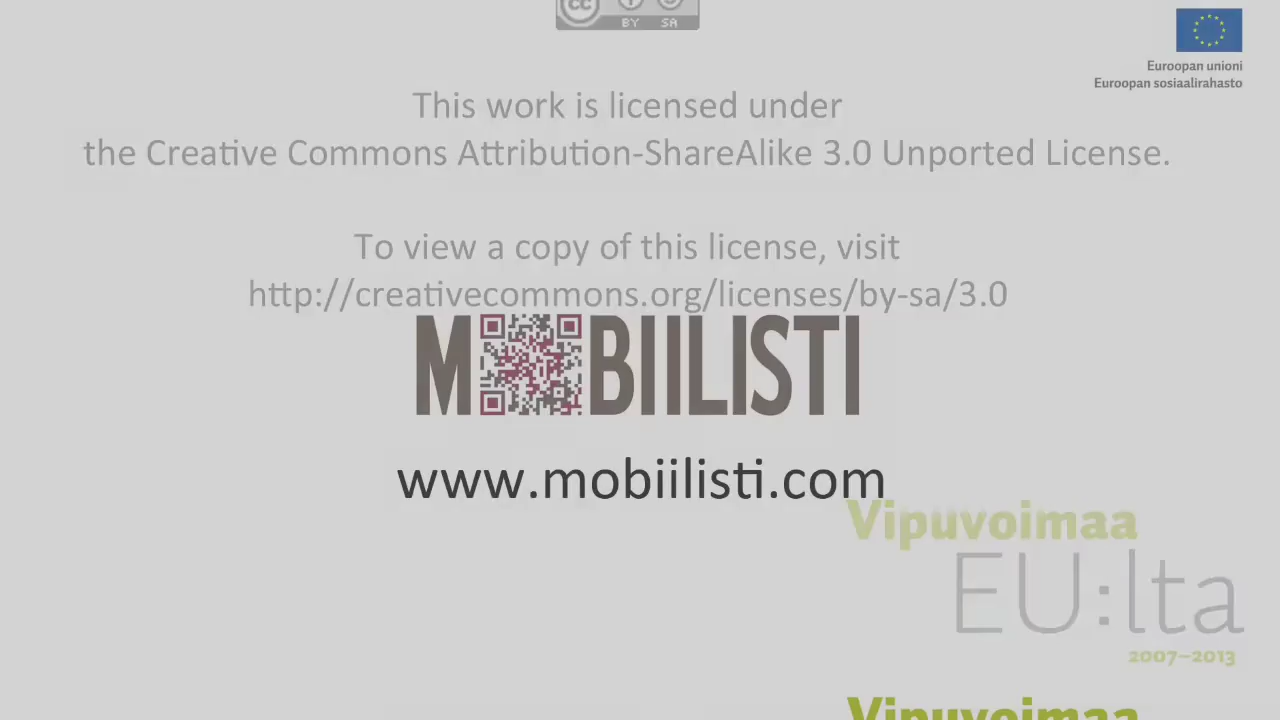 cc BY SA
Euroopan unioni
Euroopan sosiaalirahasto
This work is licensed under
the Creative Commons Attribution-ShareAlike 3.0 Unported License.
To view a copy of this license, visit
http://creativecommons.org/licenses/by-sa/3.0
MOBIILISTI
www.mobiilisti.com
Vipuvoimaa
EU:lta
2007–2013
Vipuvoimaa